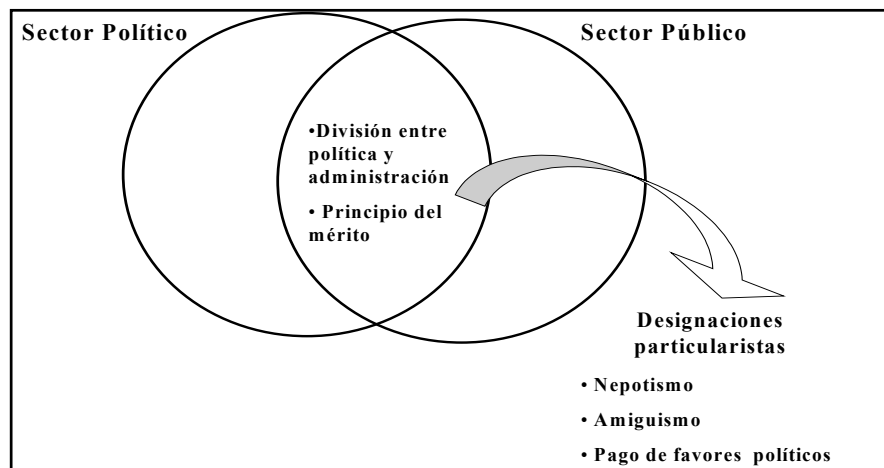 Sector Político
Sector Público
•División entre
política y
administración
• Principio del
mérito
Designaciones
particularistas
• Nepotismo
• Amiguismo
• Pago de favores políticos